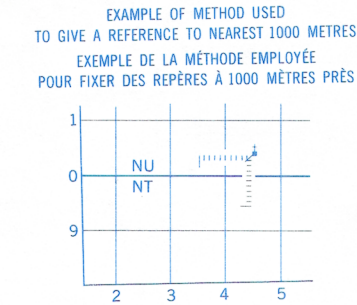 EXAMPLE OF METHOD USED
TO GIVE A REFERENCE TO NEAREST 1000 METRES
EXEMPLE DE LA MÉTHODE EMPLOYÉE
POUR FIXER DES REPÈRES À 1000 MÈTRES PRÈS
1
NU
0
NT
9
2 3 4 5